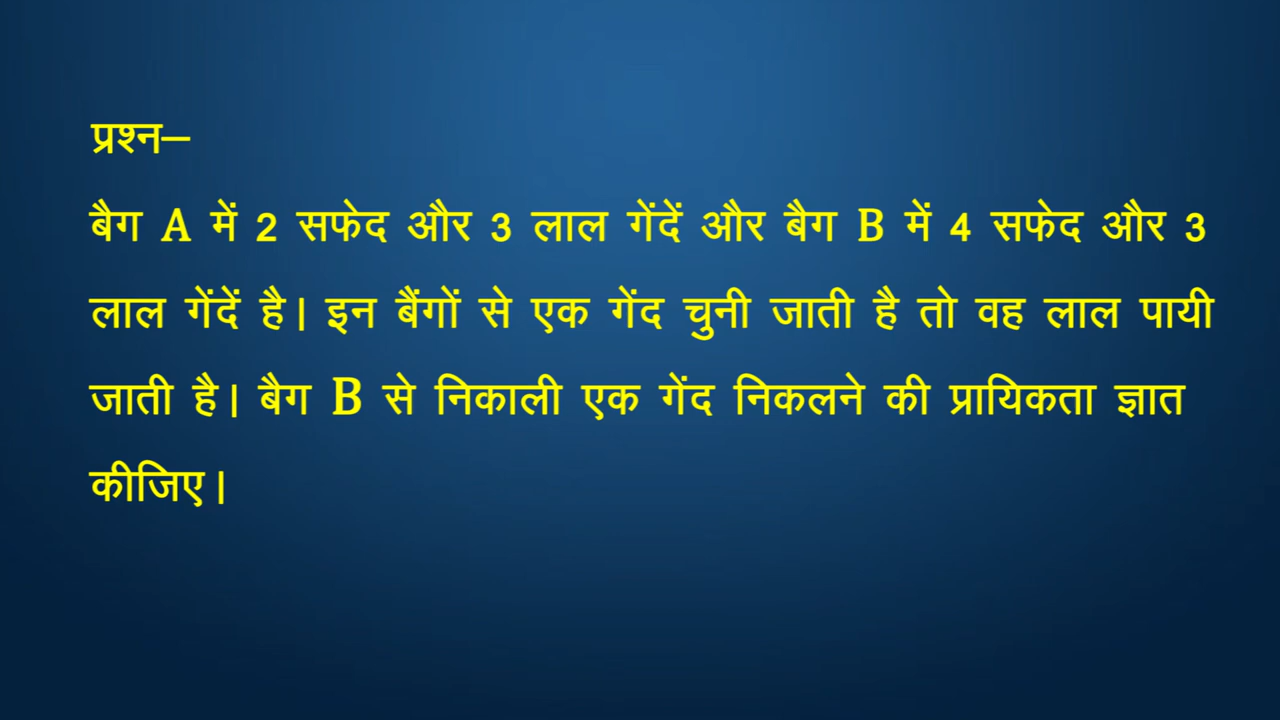 प्रश्न–
बैग A में 2 सफेद और 3 लाल गेंदें और बैग B में 4 सफेद और 3
लाल गेंदें है। इन बैंगों से एक गेंद चुनी जाती है तो वह लाल पायी
जाती है। बैग B से निकाली एक गेंद निकलने की प्रायिकता ज्ञात
कीजिए।